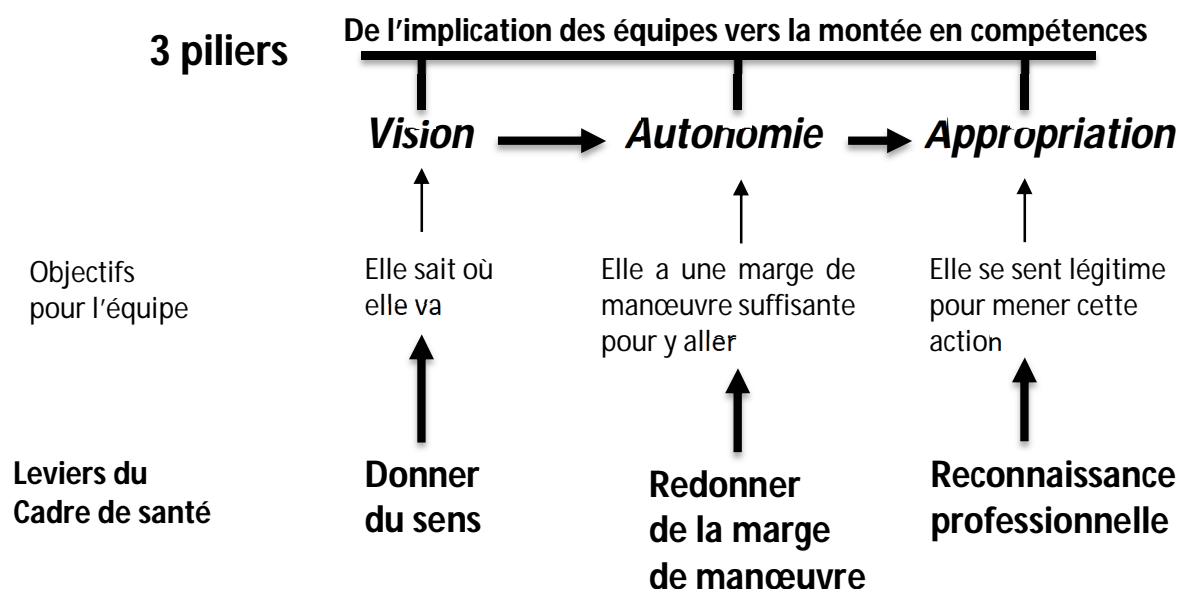 De l'implication des équipes vers la montée en compétences
3 piliers
Vision
Autonomie
Appropriation
Objectifs
pour l'équipe
Elle sait où
elle va
Elle a une marge de
manœuvre suffisante
pour y aller
Elle se sent légitime
pour mener cette
action
Leviers du
Cadre de santé
Donner
du sens
Redonner
de la marge
de manœuvre
Reconnaissance
professionnelle